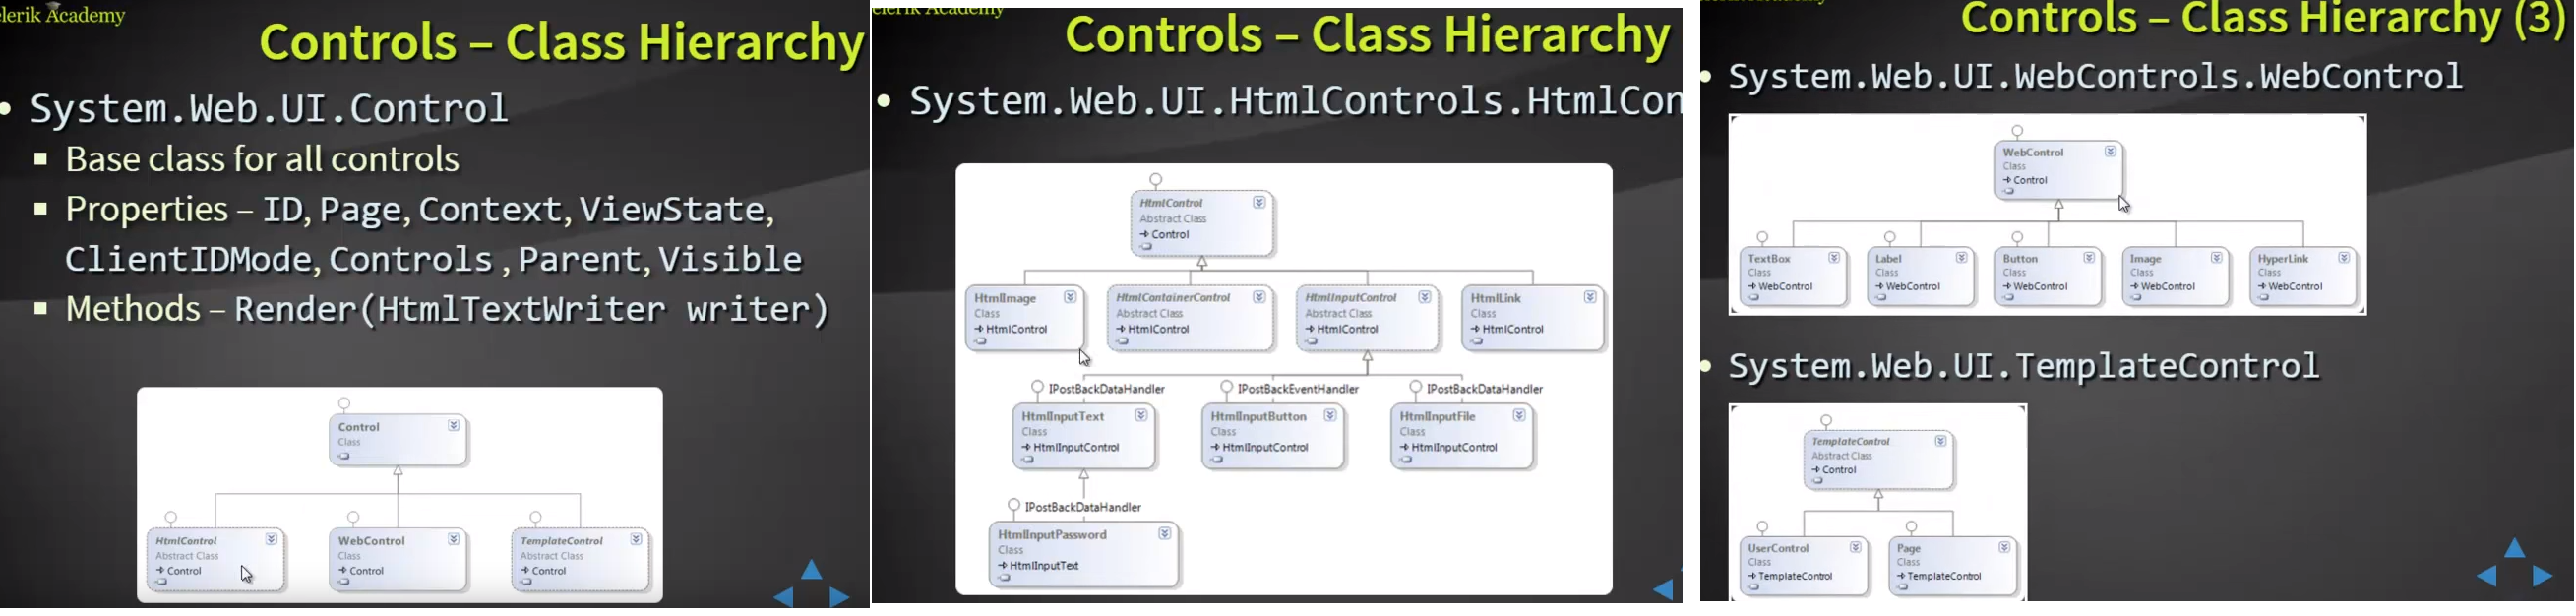 elerik Academy
Controls – Class Hierarchy
• System.Web.UI.Control
▪ Base class for all controls
▪ Properties – ID, Page, Context, ViewState,
ClientIDMode, Controls , Parent, Visible
▪ Methods – Render(HtmlTextWriter writer)
Control
Class
HtmlControl
Abstract Class
Control
WebControl
Class
Control
TemplateControl
Abstract Class
Control
elerik Academy
Controls – Class Hierarchy
• System.Web.UI.HtmlControls.HtmlCon
HtmlControl
Abstract Class
Control
HtmlImage
Class
HtmlControl
HtmlContainerControl
Abstract Class
HtmlControl
HtmlInputControl
Abstract Class
HtmlControl
HtmlLink
Class
HtmlControl
IPostBackDataHandler
HtmlInputText
Class
HtmlInputControl
IPostBackEventHandler
HtmlInputButton
Class
HtmlInputControl
IPostBackDataHandler
HtmlInputFile
Class
HtmlInputControl
IPostBackDataHandler
HtmlInputPassword
Class
HtmlInputText
Controls – Class Hierarchy (3)
• System.Web.UI.WebControls.WebControl
WebControl
Class
Control
TextBox
Class
WebControl
Label
Class
WebControl
Button
Class
WebControl
Image
Class
WebControl
HyperLink
Class
WebControl
• System.Web.UI.TemplateControl
TemplateControl
Abstract Class
Control
UserControl
Class
TemplateControl
Page
Class
TemplateControl